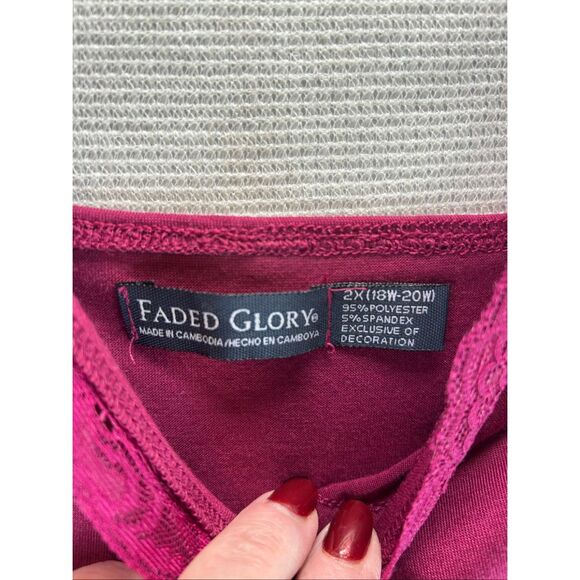 FADED GLORY®
MADE IN CAMBODIA/HECHO EN CAMBOYA
2X(18W-20W)
95%POLYESTER
5%SPANDEX
EXCLUSIVE OF
DECORATION